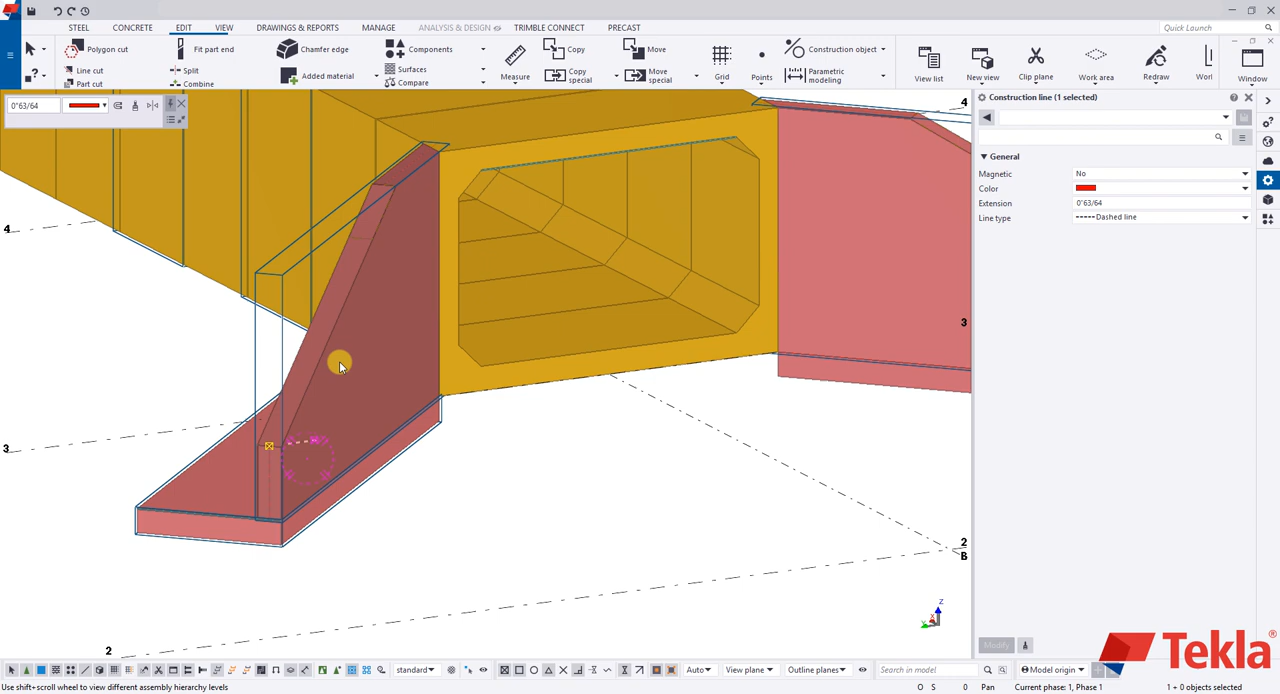 STEEL CONCRETE EDIT VIEW DRAWINGS & REPORTS MANAGE ANALYSIS & DESIGN TRIMBLE CONNECT PRECAST Quick Launch
Polygon cut Fit part end Chamfer edge Components Copy Move Construction object
Line cut Split Added material Surfaces Measure Copy special Move special Grid Points Parametric modeling View list New view Clip plane Work area Redraw Worl Window
Part cut Combine Compare
0"63/64
Construction line (1 selected)
General
Magnetic No
Color
Extension 0"63/64
Line type Dashed line
4
4
3
3
2
B
2
Z
Y
X
Modify
Tekla®
standard Auto View plane Outline planes Search in model Model origin
Use shift+scroll wheel to view different assembly hierarchy levels O S 0 Pan Current phase: 1, Phase 1 1 + 0 objects selected